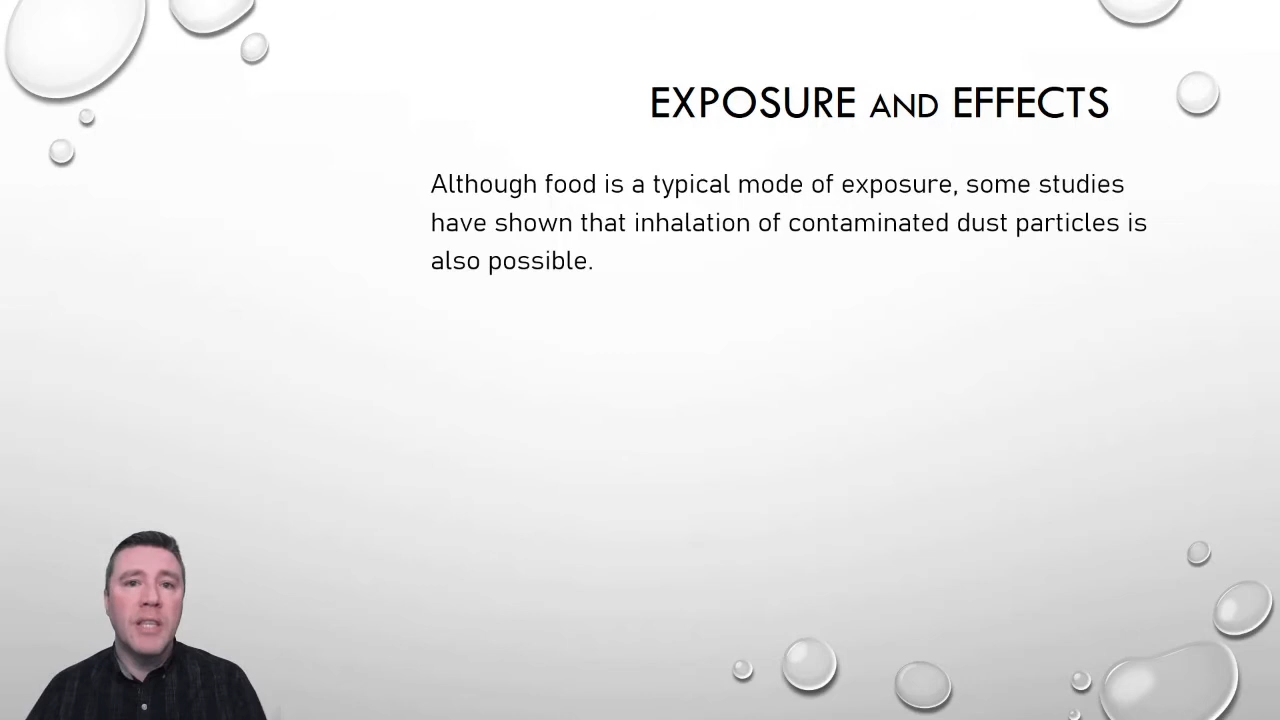 EXPOSURE AND EFFECTS
Although food is a typical mode of exposure, some studies
have shown that inhalation of contaminated dust particles is
also possible.